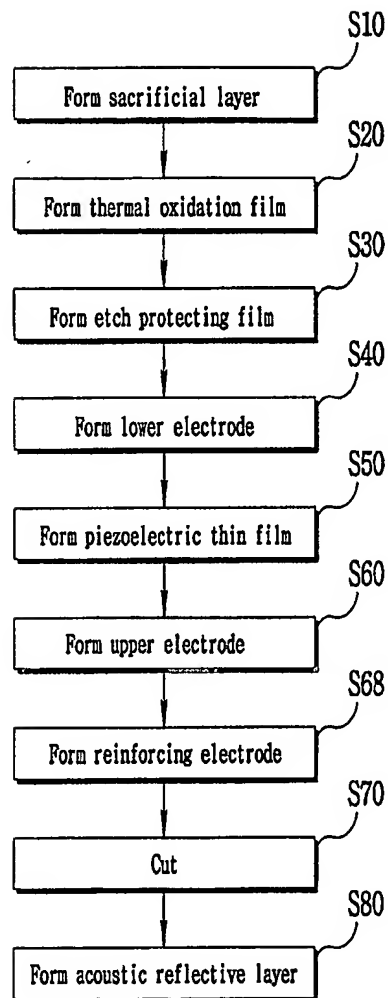 S10
Form sacrificial layer
S20
Form thermal oxidation film
S30
Form etch protecting film
S40
Form lower electrode
S50
Form piezoelectric thin film
S60
Form upper electrode
S68
Form reinforcing electrode
S70
Cut
S80
Form acoustic reflective layer